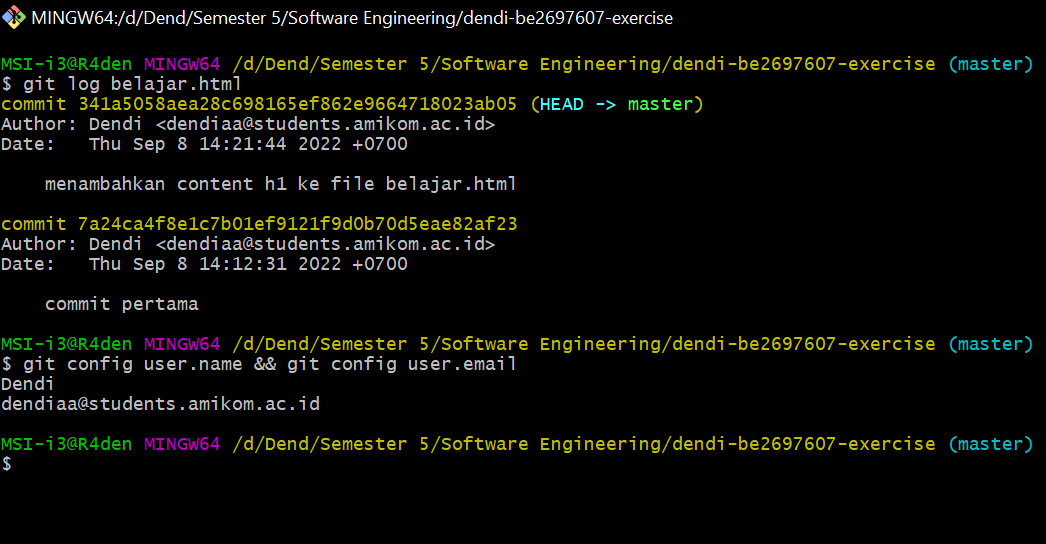 MINGW64:/d/Dend/Semester 5/Software Engineering/dendi-be2697607-exercise
MSI-i3@R4den MINGW64 /d/Dend/Semester 5/Software Engineering/dendi-be2697607-exercise (master)
$ git log belajar.html
commit 341a5058aea28c698165ef862e9664718023ab05 (HEAD -> master)
Author: Dendi <dendiaa@students.amikom.ac.id>
Date:   Thu Sep 8 14:21:44 2022 +0700
menambahkan content h1 ke file belajar.html
commit 7a24ca4f8e1c7b01ef9121f9d0b70d5eae82af23
Author: Dendi <dendiaa@students.amikom.ac.id>
Date:   Thu Sep 8 14:12:31 2022 +0700
commit pertama
MSI-i3@R4den MINGW64 /d/Dend/Semester 5/Software Engineering/dendi-be2697607-exercise (master)
$ git config user.name && git config user.email
Dendi
dendiaa@students.amikom.ac.id
MSI-i3@R4den MINGW64 /d/Dend/Semester 5/Software Engineering/dendi-be2697607-exercise (master)
$